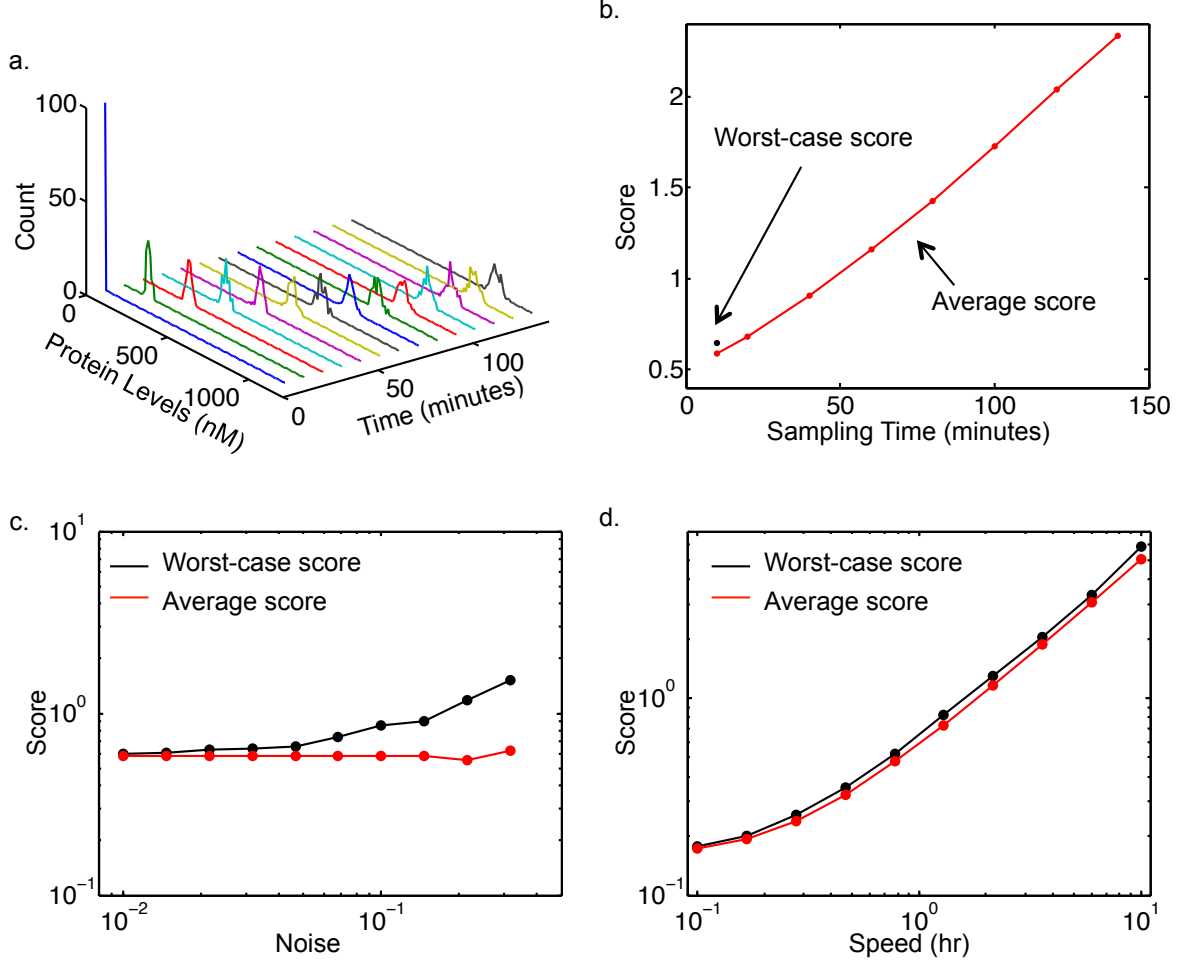 a.
100
50
0
Count
0
500
1000
Protein Levels (nM)
0
50
100
Time (minutes)
b.
2
1.5
1
0.5
Score
Worst-case score
Average score
0
50
100
150
Sampling Time (minutes)
c.
10^1
10^0
10^−1
Score
Worst-case score
Average score
10^−2
10^−1
Noise
d.
10^0
10^−1
Score
Worst-case score
Average score
10^−1
10^0
10^1
Speed (hr)